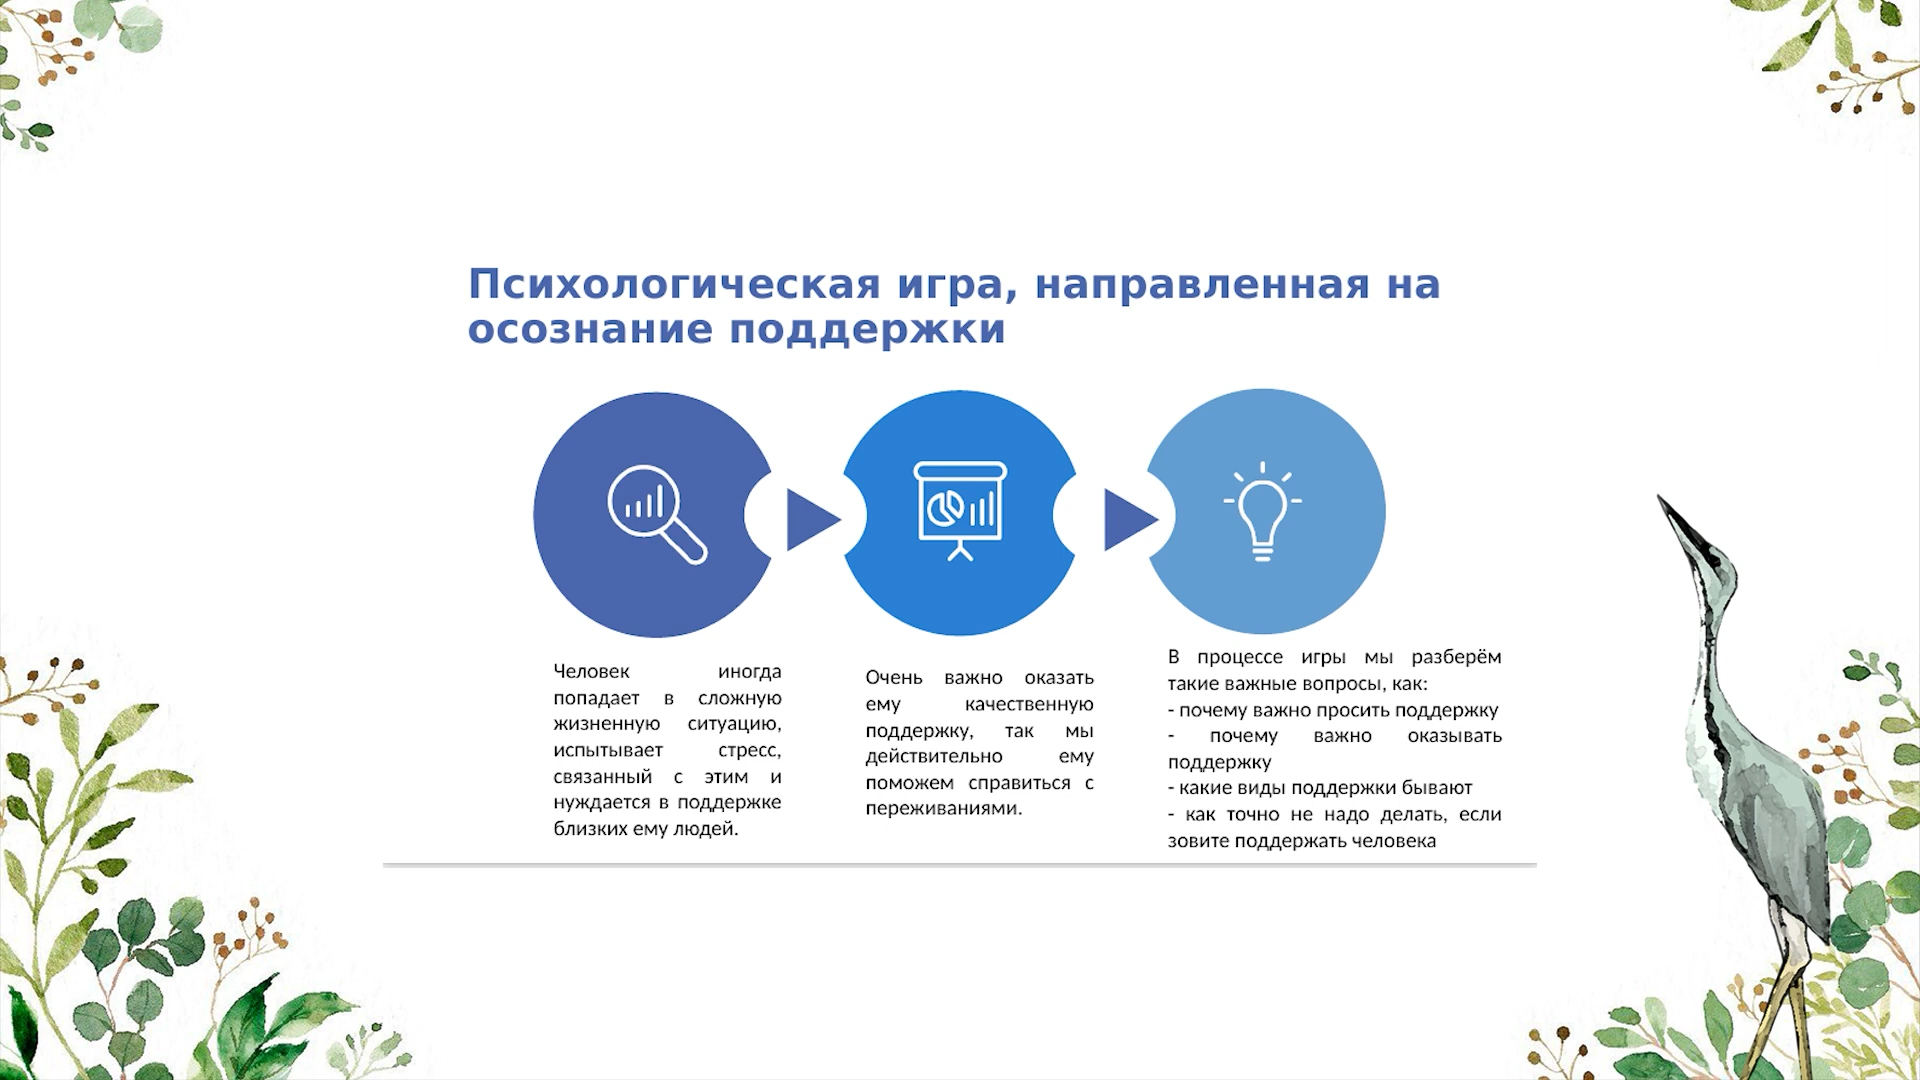 Психологическая игра, направленная на
осознание поддержки
Человек иногда
попадает в сложную
жизненную ситуацию,
испытывает стресс,
связанный с этим и
нуждается в поддержке
близких ему людей.
Очень важно оказать
ему качественную
поддержку, так мы
действительно ему
поможем справиться с
переживаниями.
В процессе игры мы разберём
такие важные вопросы, как:
- почему важно просить поддержку
- почему важно оказывать
поддержку
- какие виды поддержки бывают
- как точно не надо делать, если
зовите поддержать человека